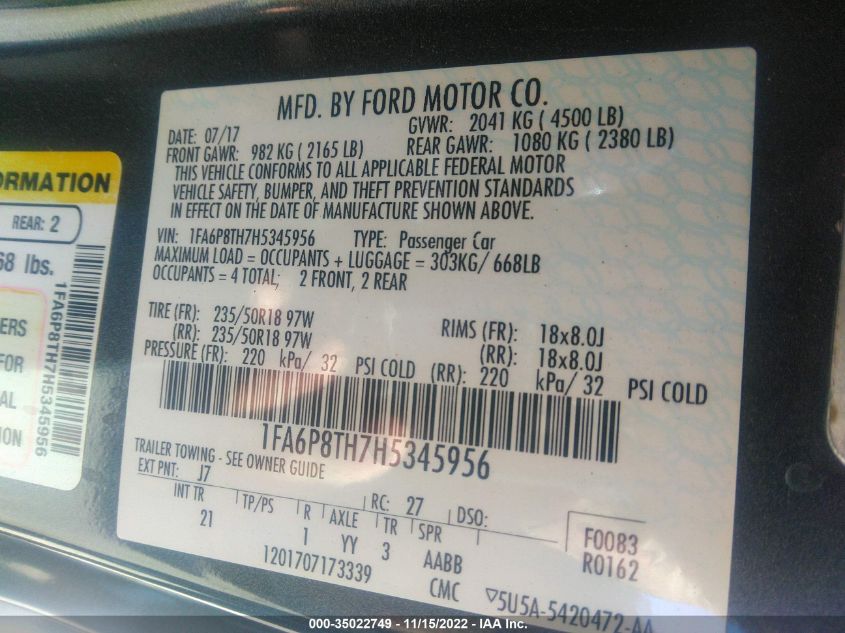 MFD. BY FORD MOTOR CO.
DATE: 07/17 GVWR: 2041 KG ( 4500 LB)
FRONT GAWR: 982 KG ( 2165 LB) REAR GAWR: 1080 KG ( 2380 LB)
THIS VEHICLE CONFORMS TO ALL APPLICABLE FEDERAL MOTOR
VEHICLE SAFETY, BUMPER, AND THEFT PREVENTION STANDARDS
IN EFFECT ON THE DATE OF MANUFACTURE SHOWN ABOVE.
VIN: 1FA6P8TH7H5345956 TYPE: Passenger Car
MAXIMUM LOAD = OCCUPANTS + LUGGAGE = 303KG/ 668LB
OCCUPANTS = 4 TOTAL; 2 FRONT, 2 REAR
TIRE (FR): 235/50R18 97W RIMS (FR): 18x8.0J
(RR): 235/50R18 97W (RR): 18x8.0J
PRESSURE (FR): 220 kPa/ 32 PSI COLD (RR): 220 kPa/ 32 PSI COLD
1FA6P8TH7H5345956
TRAILER TOWING - SEE OWNER GUIDE
EXT PNT: J7 RC: 27 DSO:
INT TR TP/PS R AXLE TR SPR F0083
21 1 YY 3 AABB R0162
1201707173339 CMC 5U5A-5420472-AA
ORMATION
REAR: 2
68 lbs.
1FA6P8TH7H5345956
ERS
FOR
AL
ION
000-35022749 - 11/15/2022 - IAA Inc.